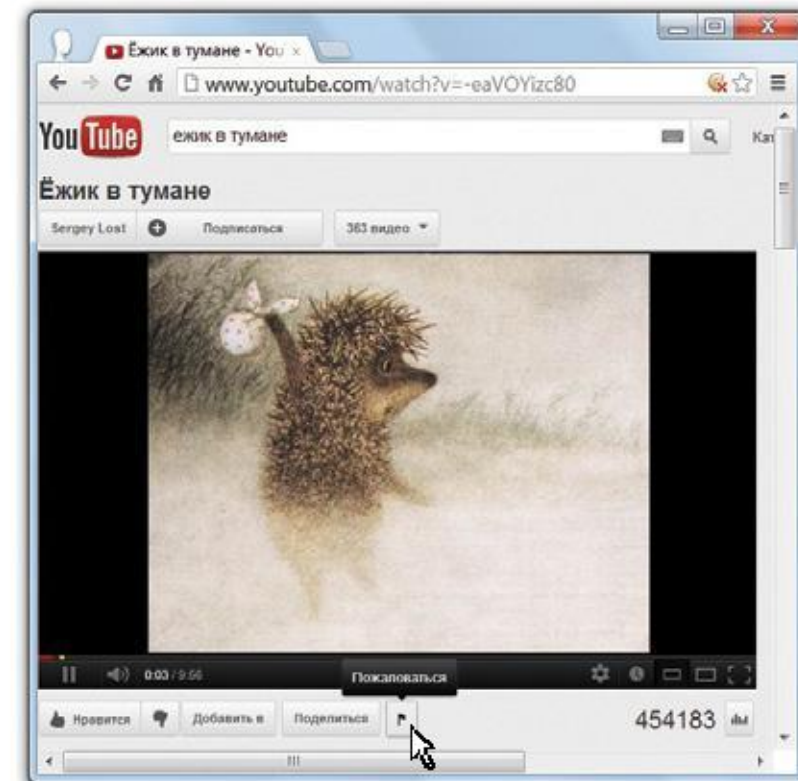 Ёжик в тумане - You
www.youtube.com/watch?v=-eaVOYizc80
YouTube
ежик в тумане
Кат
Ёжик в тумане
Sergey Lost
Подписаться
363 видео
0:03 / 9:56
Пожаловаться
Нравится
Добавить в
Поделиться
454183